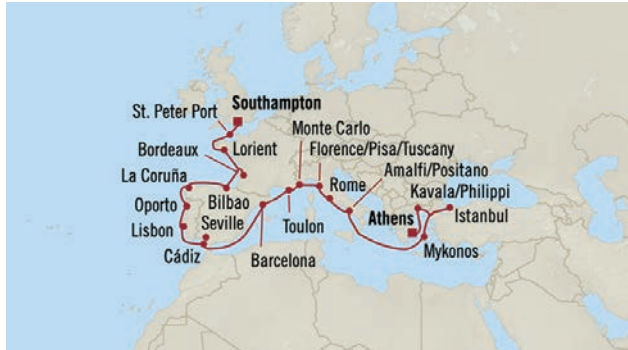 Southampton
St. Peter Port
Lorient
Bordeaux
La Coruña
Bilbao
Oporto
Lisbon
Seville
Cádiz
Barcelona
Toulon
Monte Carlo
Florence/Pisa/Tuscany
Rome
Amalfi/Positano
Kavala/Philippi
Istanbul
Athens
Mykonos